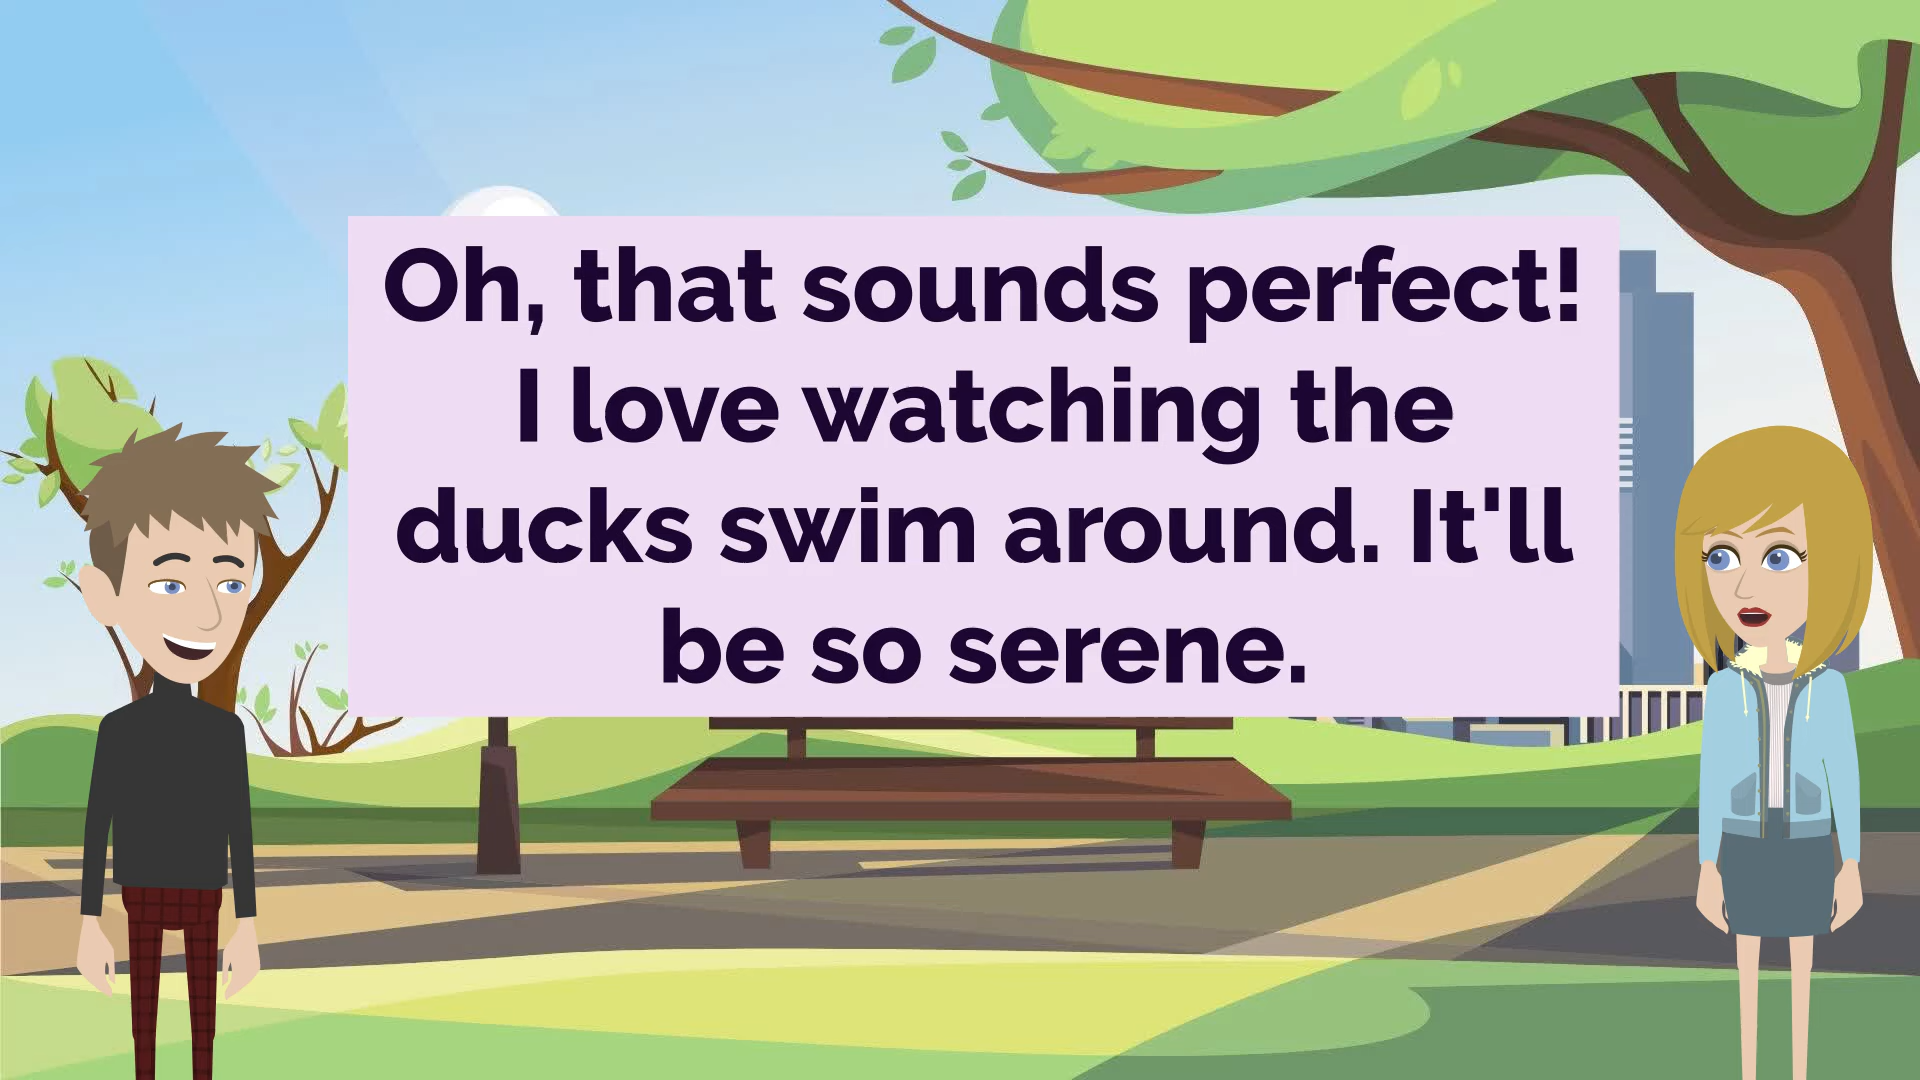 Oh, that sounds perfect!
I love watching the
ducks swim around. It'll
be so serene.